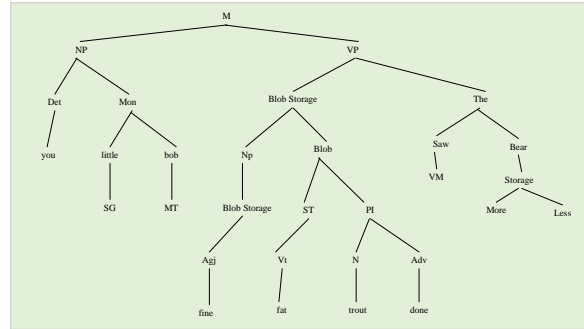 M
NP VP
Det Mon Blob Storage The
you little bob Np Blob Saw Bear
VM Storage
SG MT Blob Storage ST PI More Less
Agj Vt N Adv
fine fat trout done